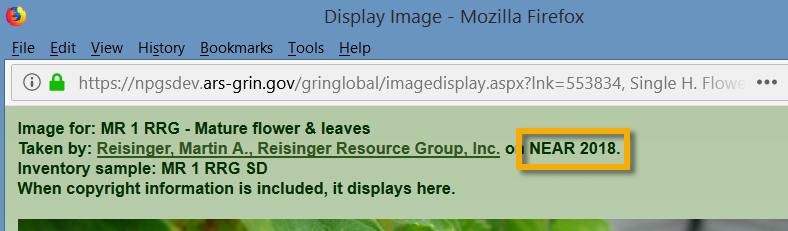 Display Image - Mozilla Firefox
File Edit View History Bookmarks Tools Help
https://npgsdev.ars-grin.gov/gringlobal/imagedisplay.aspx?lnk=553834, Single H. Flowe
Image for: MR 1 RRG - Mature flower & leaves
Taken by: Reisinger, Martin A., Reisinger Resource Group, Inc. on NEAR 2018.
Inventory sample: MR 1 RRG SD
When copyright information is included, it displays here.